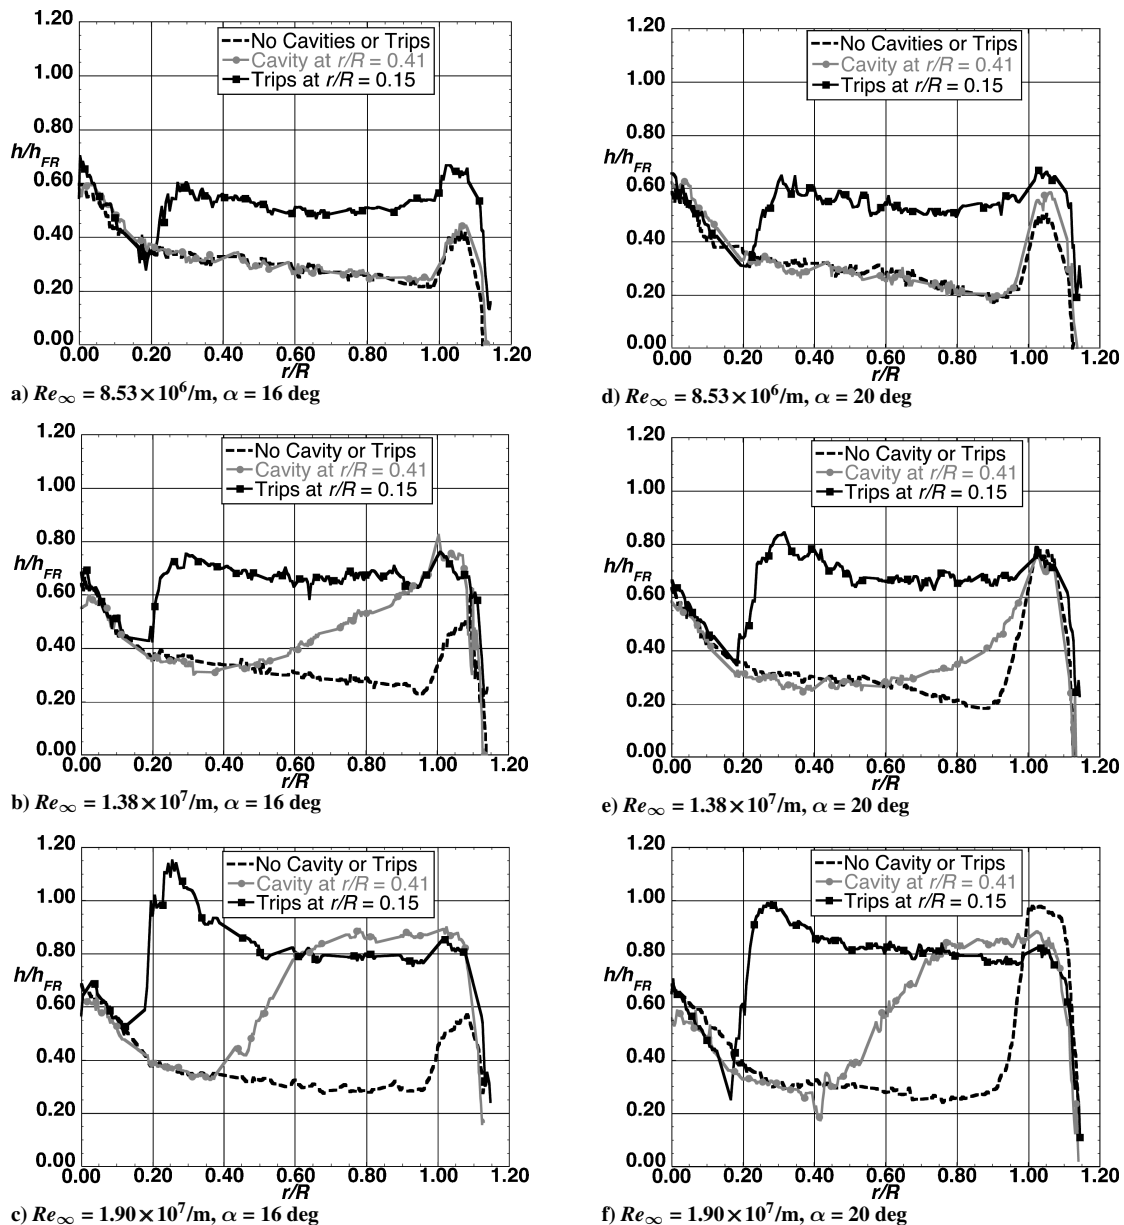 1.20
No Cavities or Trips
Cavity at r/R = 0.41
Trips at r/R = 0.15
1.00
0.80
h/h_FR
0.60
0.40
0.20
0.00
0.00 0.20 0.40 0.60 0.80 1.00 1.20
r/R
a) Re∞ = 8.53×10⁶/m, α = 16 deg
1.20
No Cavities or Trips
Cavity at r/R = 0.41
Trips at r/R = 0.15
1.00
0.80
h/h_FR
0.60
0.40
0.20
0.00
0.00 0.20 0.40 0.60 0.80 1.00 1.20
r/R
d) Re∞ = 8.53×10⁶/m, α = 20 deg
1.20
No Cavity or Trips
Cavity at r/R = 0.41
Trips at r/R = 0.15
1.00
0.80
h/h_FR
0.60
0.40
0.20
0.00
0.00 0.20 0.40 0.60 0.80 1.00 1.20
r/R
b) Re∞ = 1.38×10⁷/m, α = 16 deg
1.20
No Cavity or Trips
Cavity at r/R = 0.41
Trips at r/R = 0.15
1.00
0.80
h/h_FR
0.60
0.40
0.20
0.00
0.00 0.20 0.40 0.60 0.80 1.00 1.20
r/R
e) Re∞ = 1.38×10⁷/m, α = 20 deg
1.20
No Cavity or Trips
Cavity at r/R = 0.41
Trips at r/R = 0.15
1.00
0.80
h/h_FR
0.60
0.40
0.20
0.00
0.00 0.20 0.40 0.60 0.80 1.00 1.20
r/R
c) Re∞ = 1.90×10⁷/m, α = 16 deg
1.20
No Cavity or Trips
Cavity at r/R = 0.41
Trips at r/R = 0.15
1.00
0.80
h/h_FR
0.60
0.40
0.20
0.00
0.00 0.20 0.40 0.60 0.80 1.00 1.20
r/R
f) Re∞ = 1.90×10⁷/m, α = 20 deg